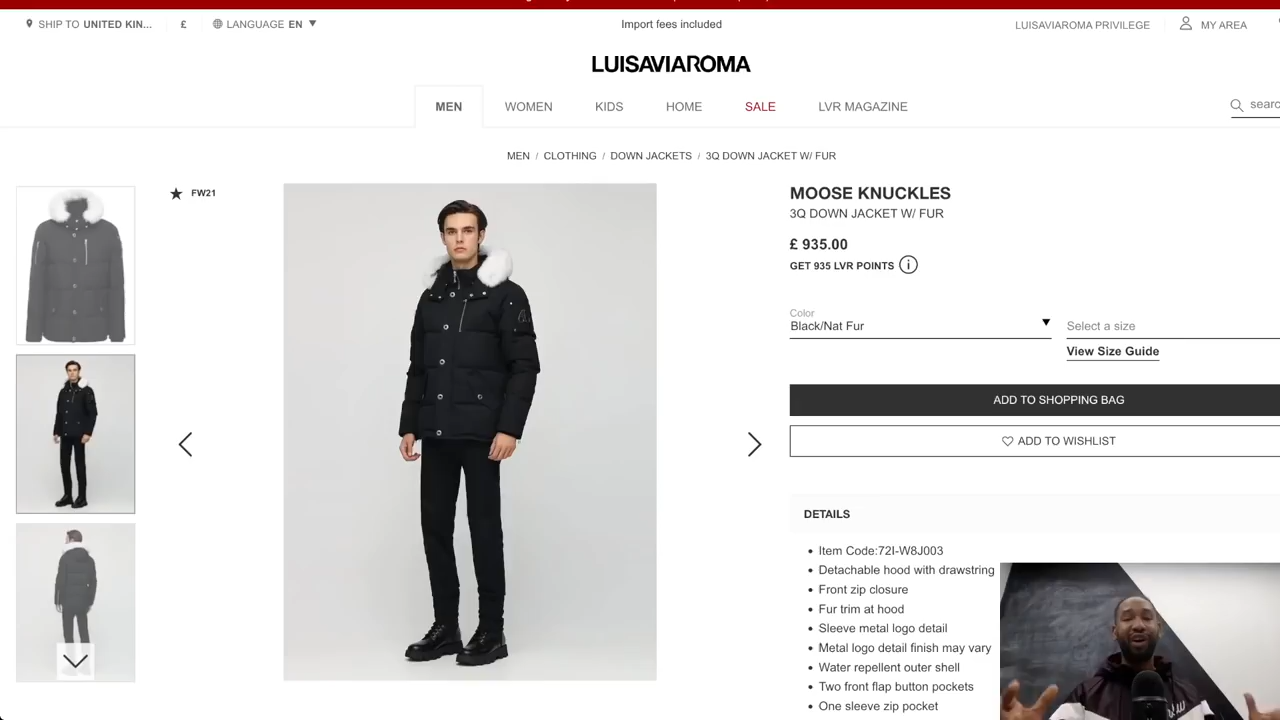 SHIP TO UNITED KIN...
£
LANGUAGE EN
Import fees included
LUISAVIAROMA PRIVILEGE
MY AREA
LUISAVIAROMA
MEN
WOMEN
KIDS
HOME
SALE
LVR MAGAZINE
searc
MEN / CLOTHING / DOWN JACKETS / 3Q DOWN JACKET W/ FUR
FW21
MOOSE KNUCKLES
3Q DOWN JACKET W/ FUR
£ 935.00
GET 935 LVR POINTS
Color
Black/Nat Fur
Select a size
View Size Guide
ADD TO SHOPPING BAG
ADD TO WISHLIST
DETAILS
• Item Code:72I-W8J003
• Detachable hood with drawstring
• Front zip closure
• Fur trim at hood
• Sleeve metal logo detail
• Metal logo detail finish may vary
• Water repellent outer shell
• Two front flap button pockets
• One sleeve zip pocket